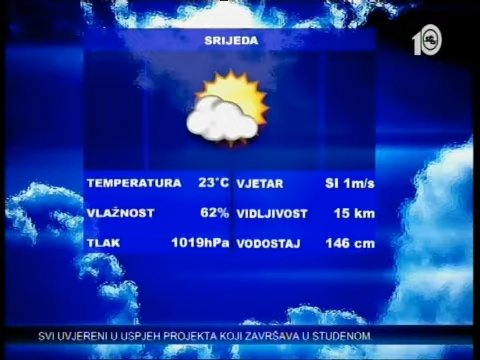 SRIJEDA
10
TEMPERATURA 23°C VJETAR SI 1m/s
VLAŽNOST 62% VIDLJIVOST 15 km
TLAK 1019hPa VODOSTAJ 146 cm
SVI UVJERENI U USPJEH PROJEKTA KOJI ZAVRŠAVA U STUDENOM